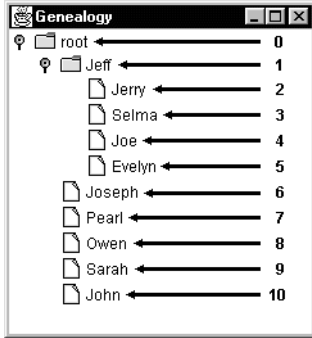 Genealogy
root 0
Jeff 1
Jerry 2
Selma 3
Joe 4
Evelyn 5
Joseph 6
Pearl 7
Owen 8
Sarah 9
John 10